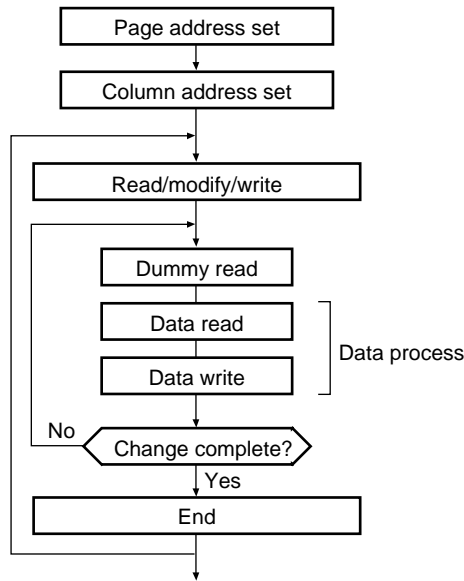 Page address set
Column address set
Read/modify/write
Dummy read
Data read
Data process
Data write
No
Change complete?
Yes
End